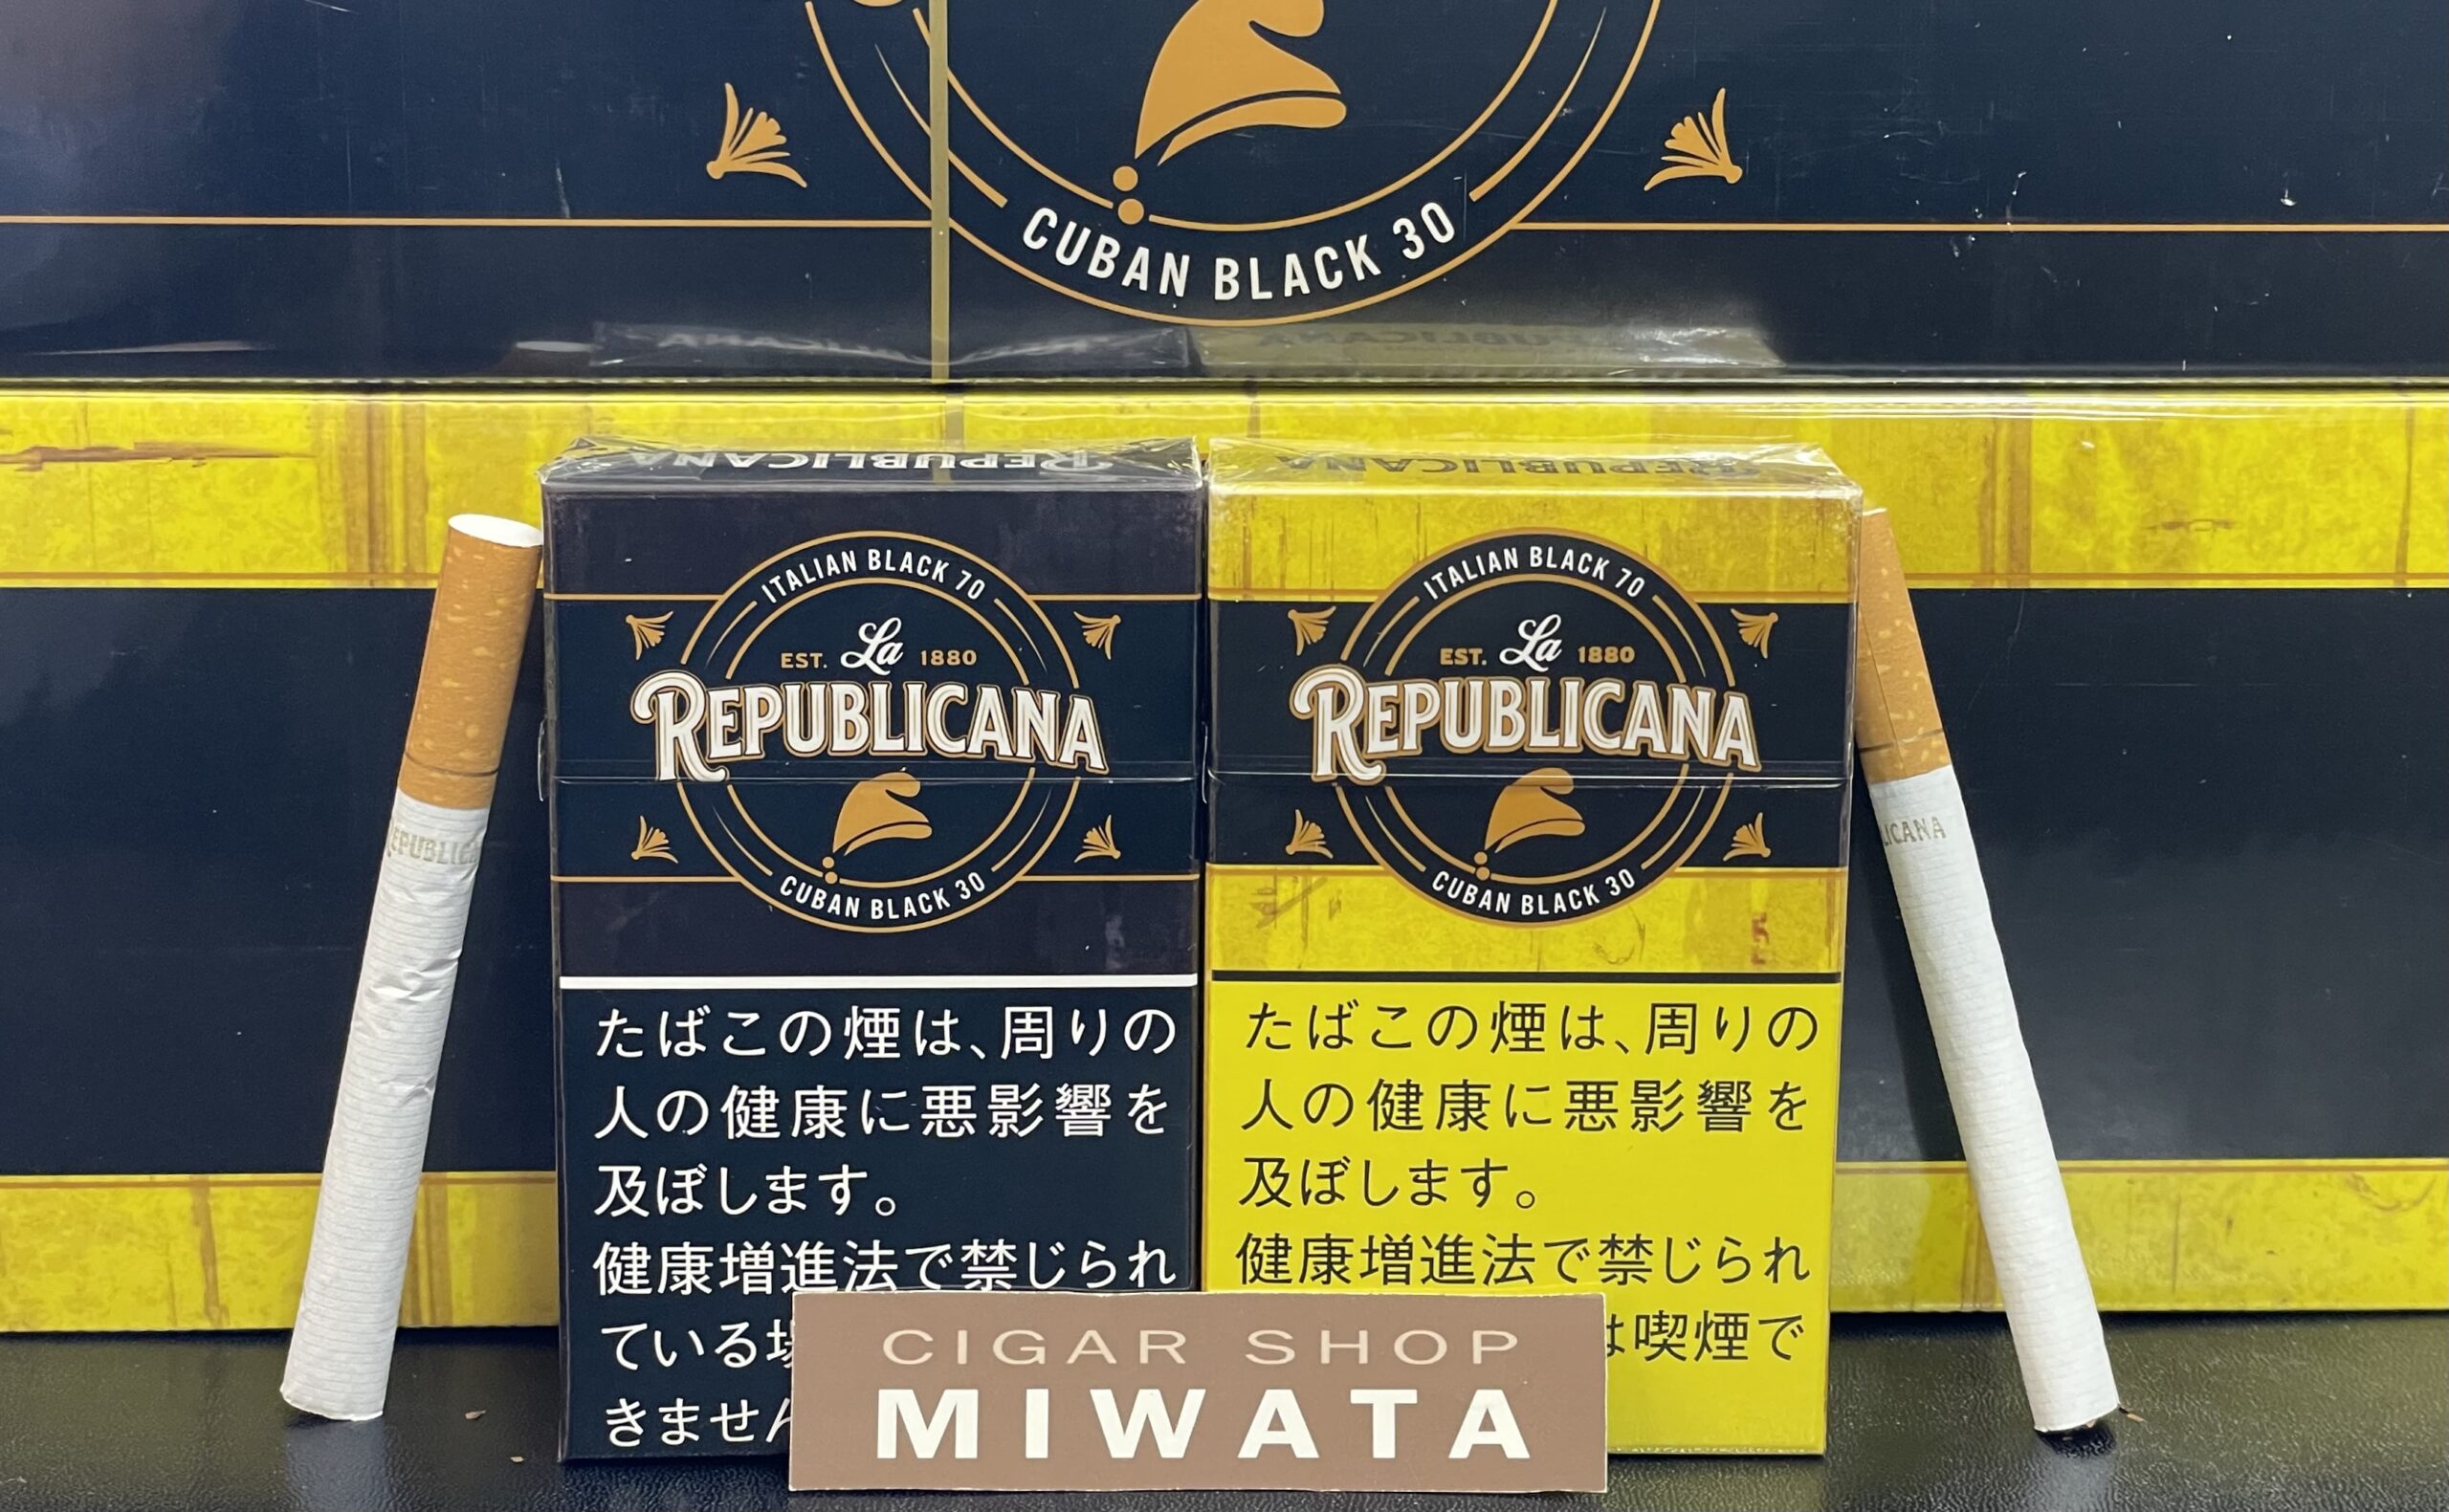 CUBAN BLACK 30
REPUBLICANA
REPUBLICANA
ITALIAN BLACK 70
EST. La 1880
REPUBLICANA
CUBAN BLACK 30
たばこの煙は、周りの
人の健康に悪影響を
及ぼします。
健康増進法で禁じられ
ている
きません
ITALIAN BLACK 70
EST. La 1880
REPUBLICANA
CUBAN BLACK 30
たばこの煙は、周りの
人の健康に悪影響を
及ぼします。
健康増進法で禁じられ
は喫煙で
EPUBLICA
LICANA
CIGAR SHOP
MIWATA